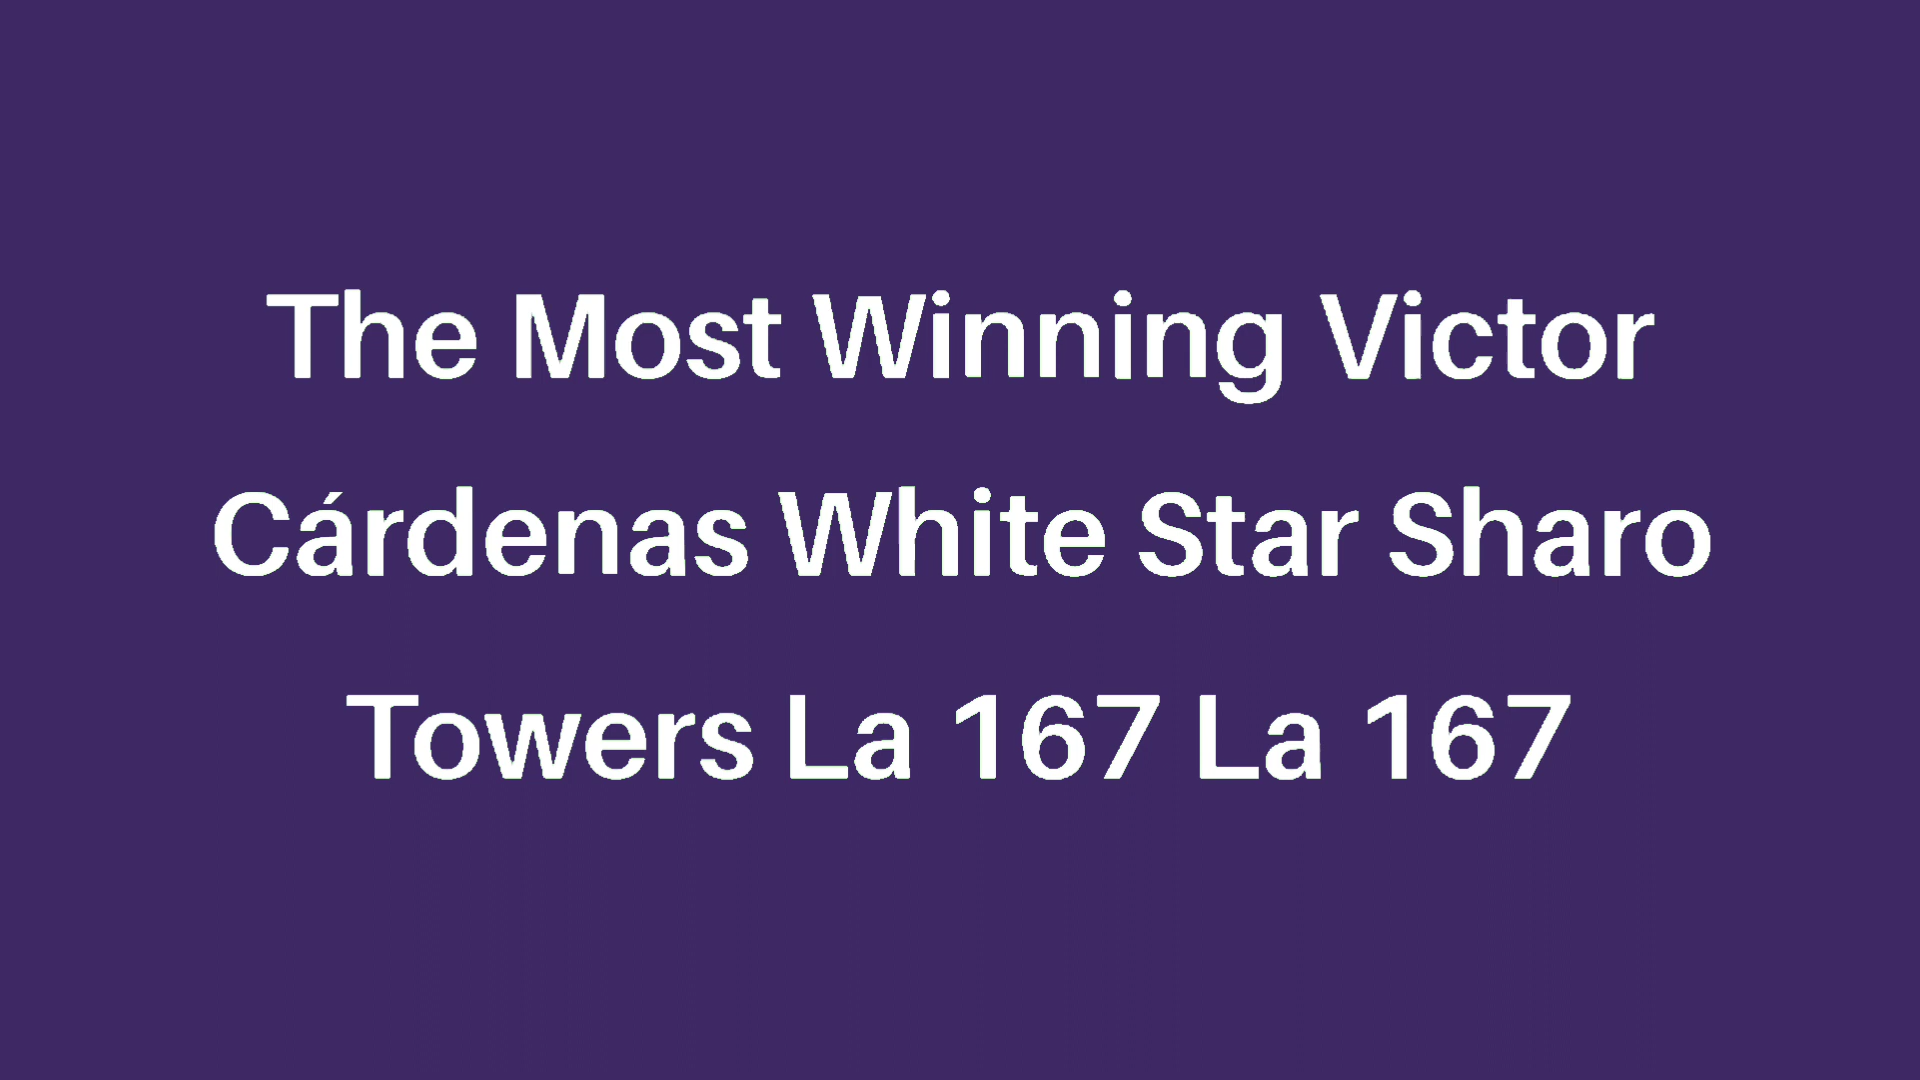 The Most Winning Victor
Cárdenas White Star Sharo
Towers La 167 La 167